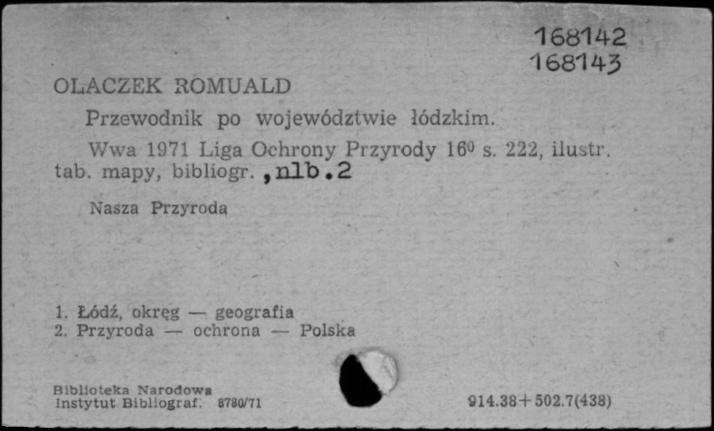 168142
168143
OLACZEK ROMUALD
Przewodnik po województwie łódzkim.
Wwa 1971 Liga Ochrony Przyrody 16⁰ s. 222, ilustr.
tab. mapy, bibliogr. , nlb.2
Nasza Przyroda
1. Łódź, okręg — geografia
2. Przyroda — ochrona — Polska
Biblioteka Narodowa
Instytut Bibliograf. 8780/71
914.38+502.7(438)